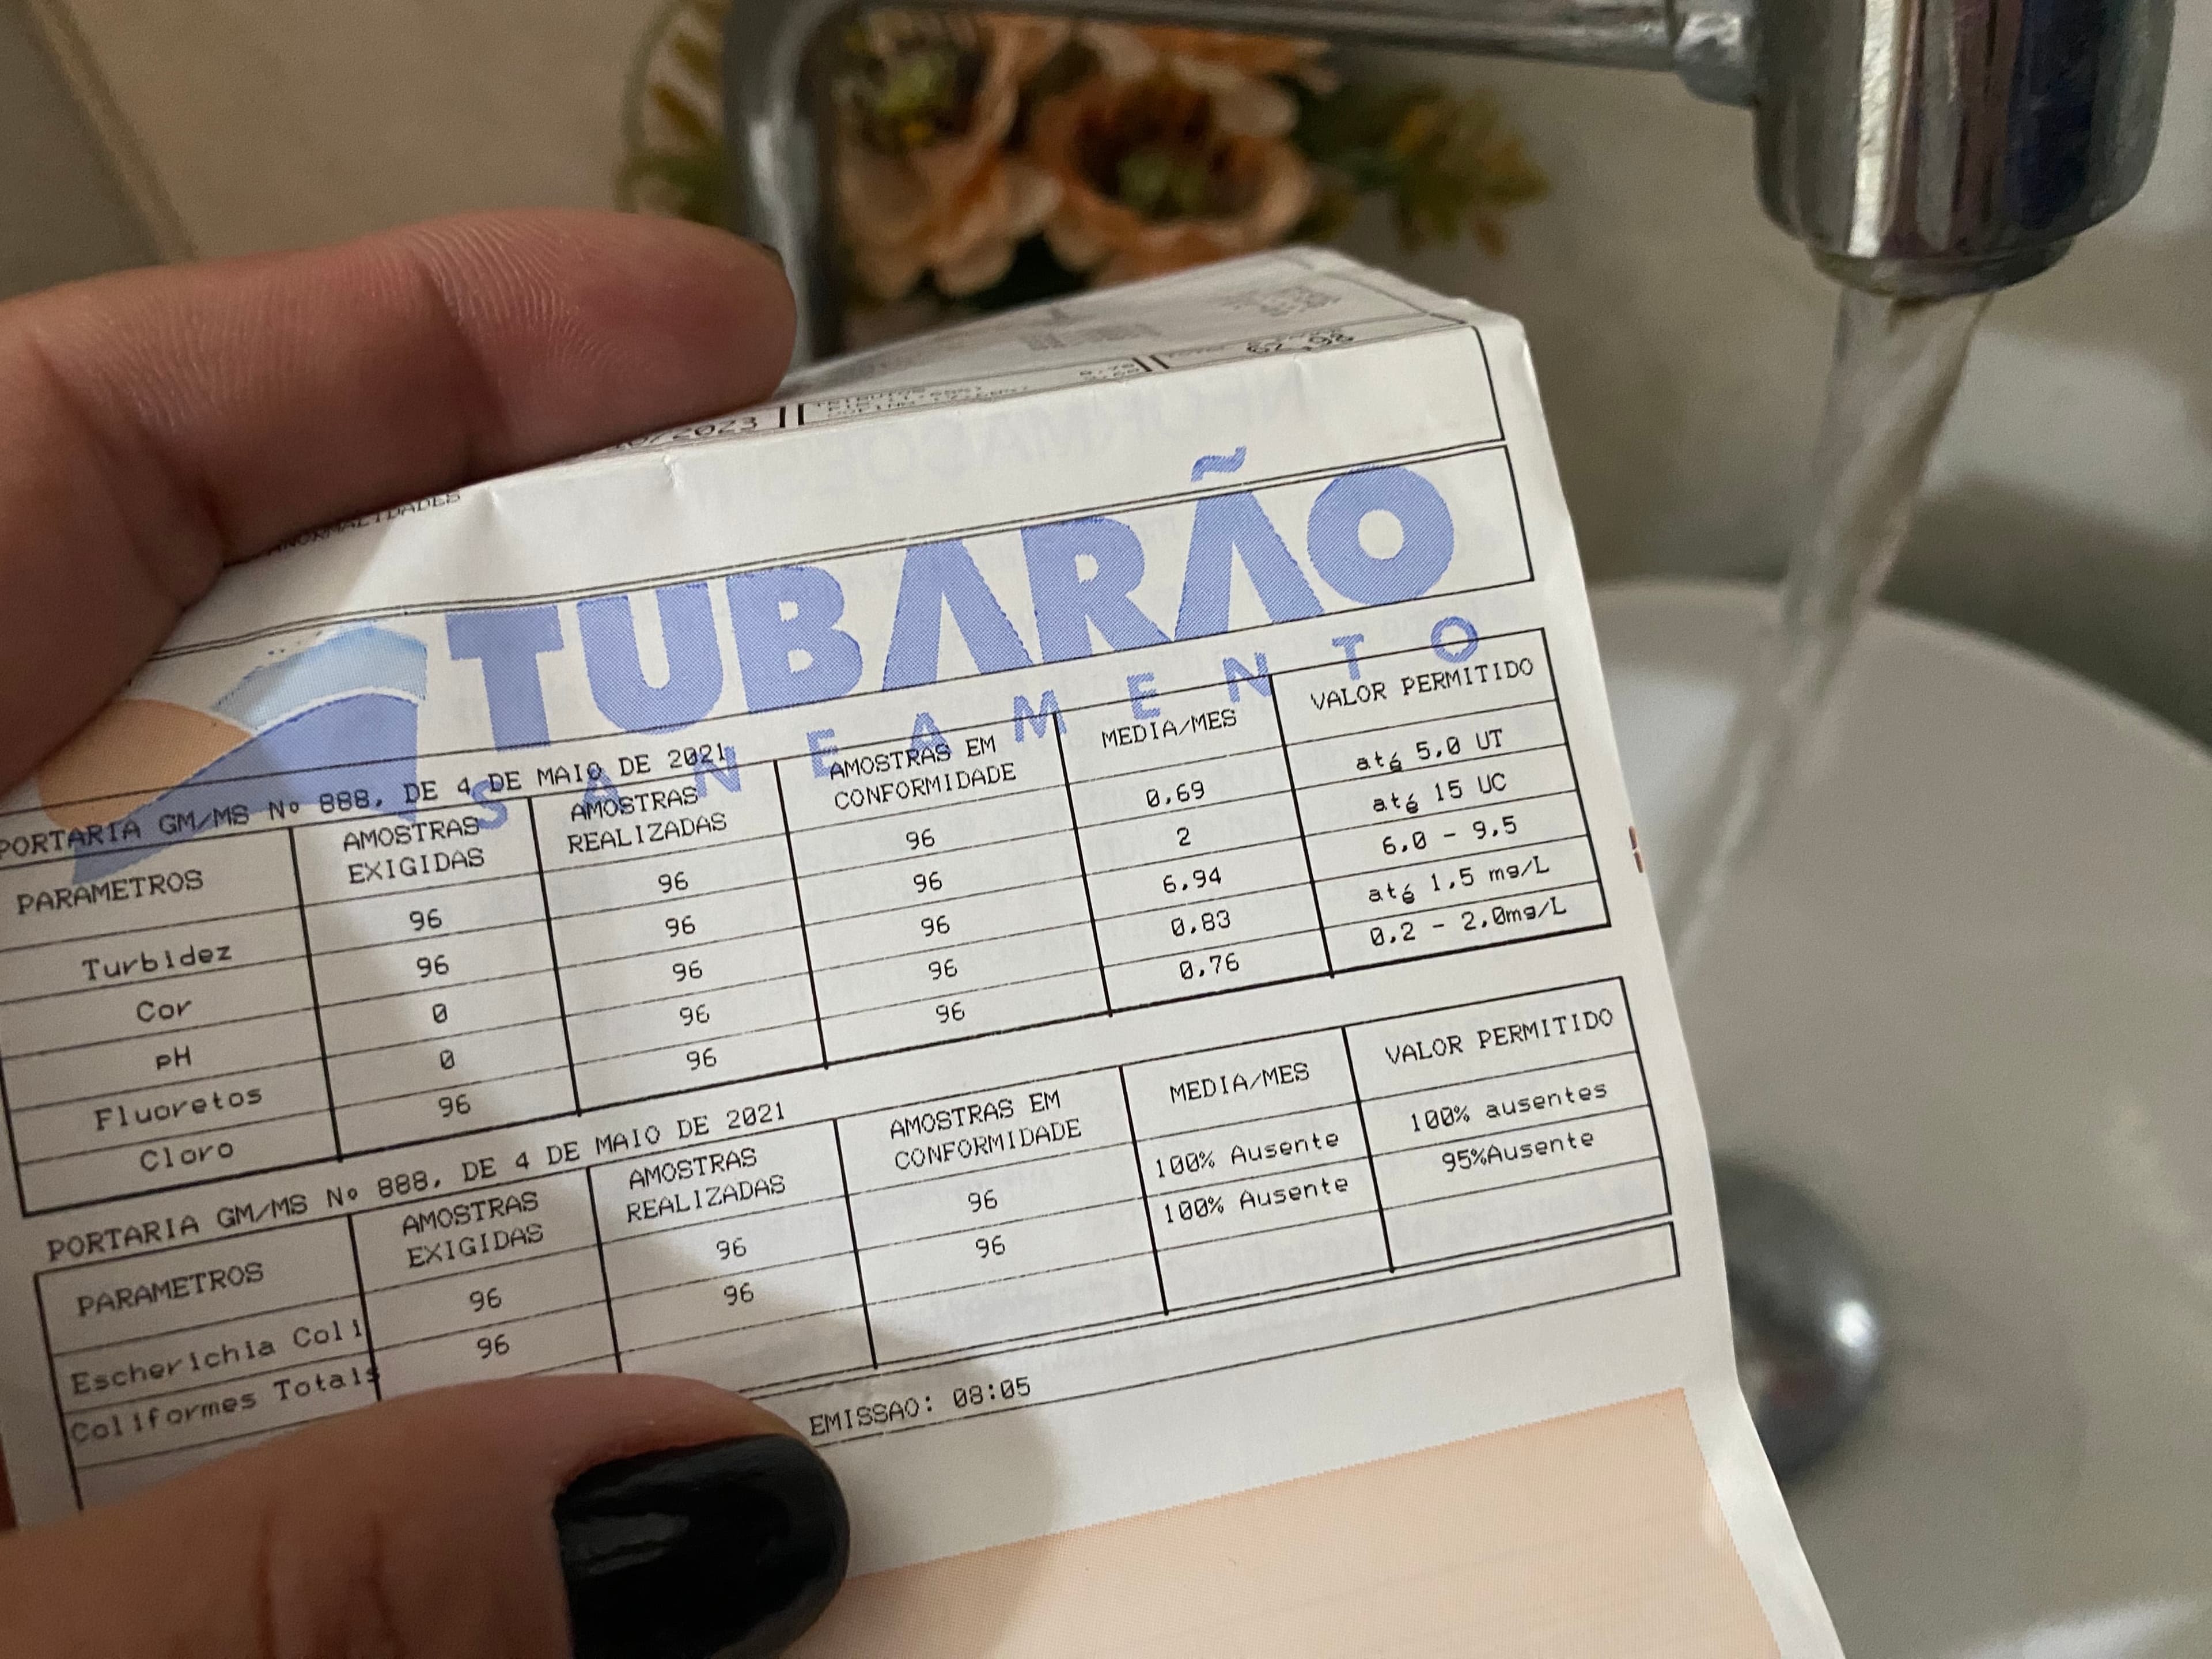 ANORMALIDADES
/2023
62,98
TUBARÃO
SANEAMENTO
PORTARIA GM/MS Nº 888, DE 4 DE MAIO DE 2021
PARAMETROS AMOSTRAS EXIGIDAS AMOSTRAS REALIZADAS AMOSTRAS EM CONFORMIDADE MEDIA/MES VALOR PERMITIDO
Turbidez 96 96 96 0,69 até 5,0 UT
Cor 96 96 96 2 até 15 UC
pH 0 96 96 6,94 6,0 - 9,5
Fluoretos 0 96 96 0,83 até 1,5 mg/L
Cloro 96 96 96 0,76 0,2 - 2,0mg/L
PORTARIA GM/MS Nº 888, DE 4 DE MAIO DE 2021
PARAMETROS AMOSTRAS EXIGIDAS AMOSTRAS REALIZADAS AMOSTRAS EM CONFORMIDADE MEDIA/MES VALOR PERMITIDO
Escherichia Coli 96 96 96 100% Ausente 100% ausentes
Coliformes Totais 96 96 96 100% Ausente 95%Ausente
EMISSAO: 08:05